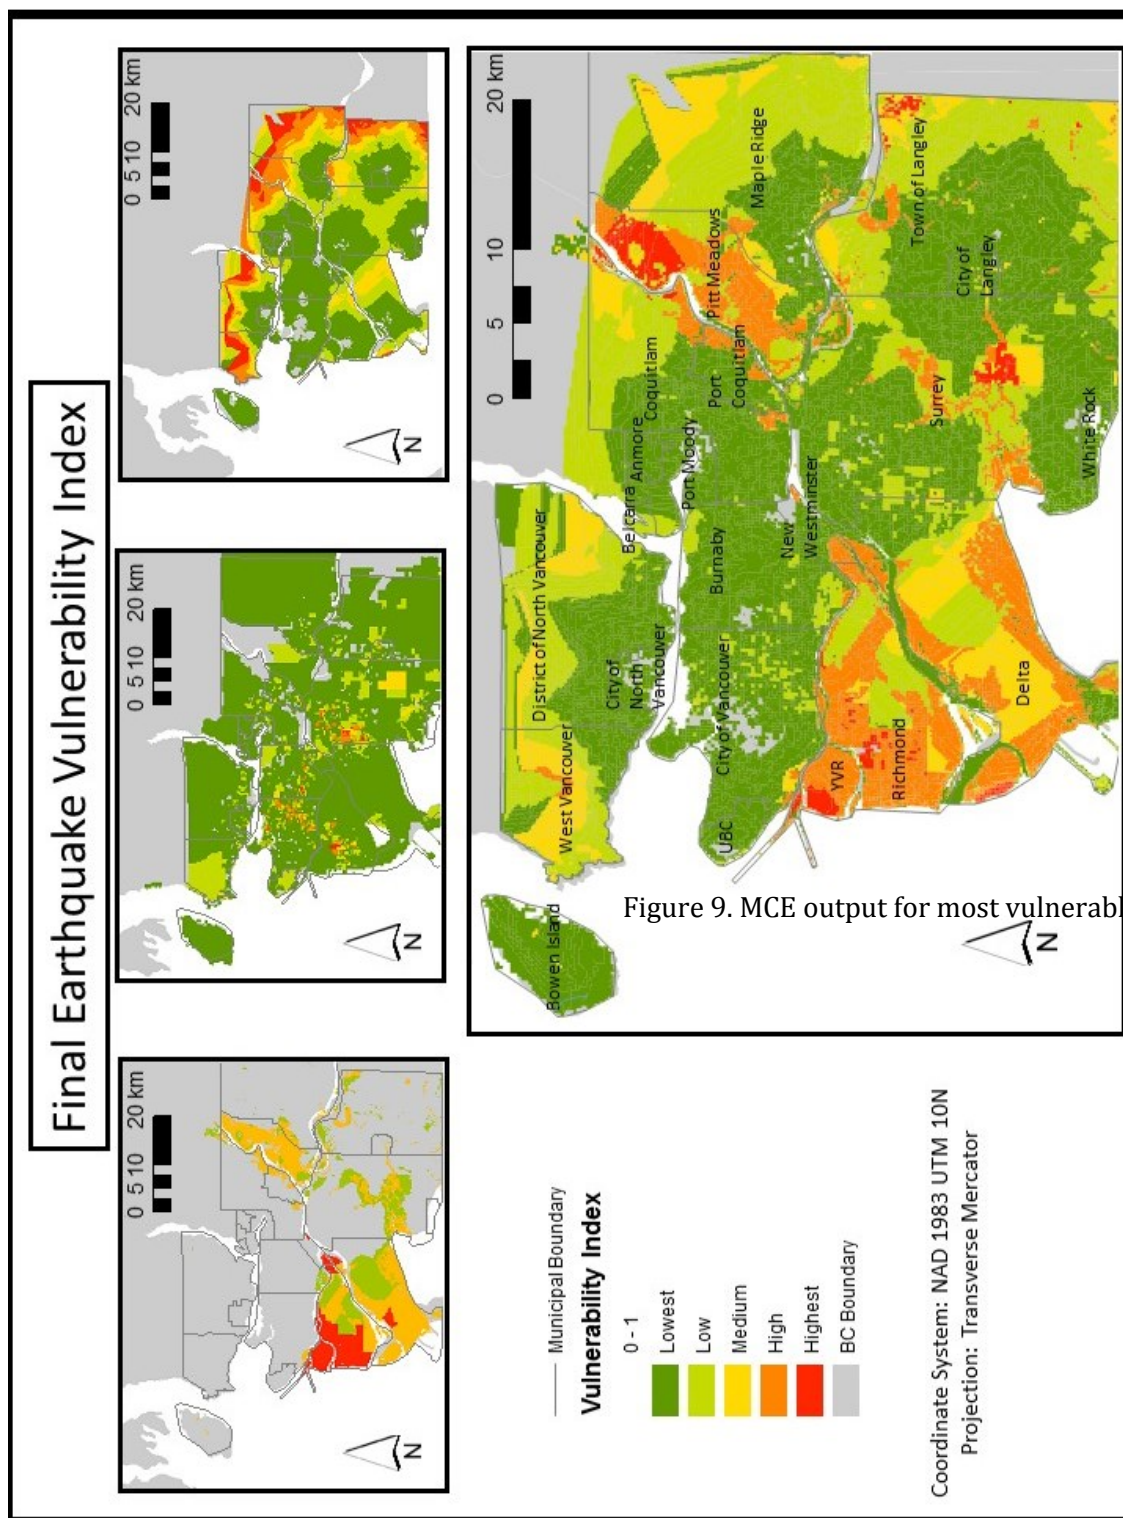 Final Earthquake Vulnerability Index
0 5 10 20 km
N
0 5 10 20 km
N
0 5 10 20 km
N
Municipal Boundary
Vulnerability Index
0 - 1
Lowest
Low
Medium
High
Highest
BC Boundary
Coordinate System: NAD 1983 UTM 10N
Projection: Transverse Mercator
0 5 10 20 km
Bowen Island
West Vancouver
District of North Vancouver
City of
North
Vancouver
Belcarra
Anmore
Port Moody
Coquitlam
Port
Coquitlam
Pitt Meadows
Maple Ridge
UBC
City of Vancouver
Burnaby
New
Westminster
YVR
Richmond
Delta
Surrey
White Rock
City of
Langley
Town of Langley
N
Figure 9. MCE output for most vulnerabl